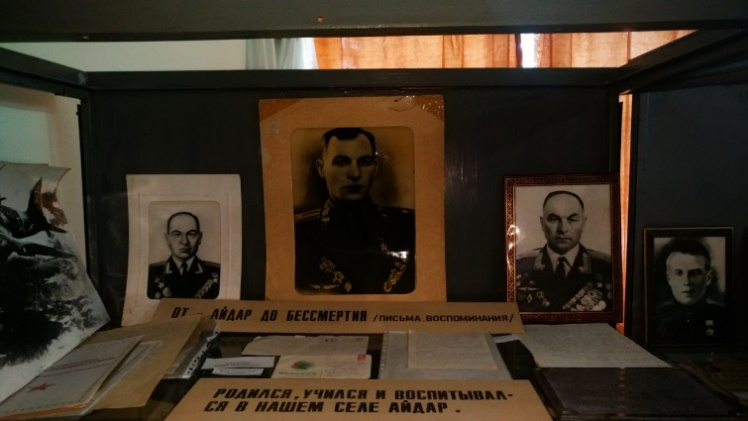 ОТ - АЙДАР ДО БЕССМЕРТИЯ /ПИСЬМА, ВОСПОМИНАНИЯ/
РОДИЛСЯ, УЧИЛСЯ И ВОСПИТЫВАЛ-
СЯ В НАШЕМ СЕЛЕ АЙДАР.